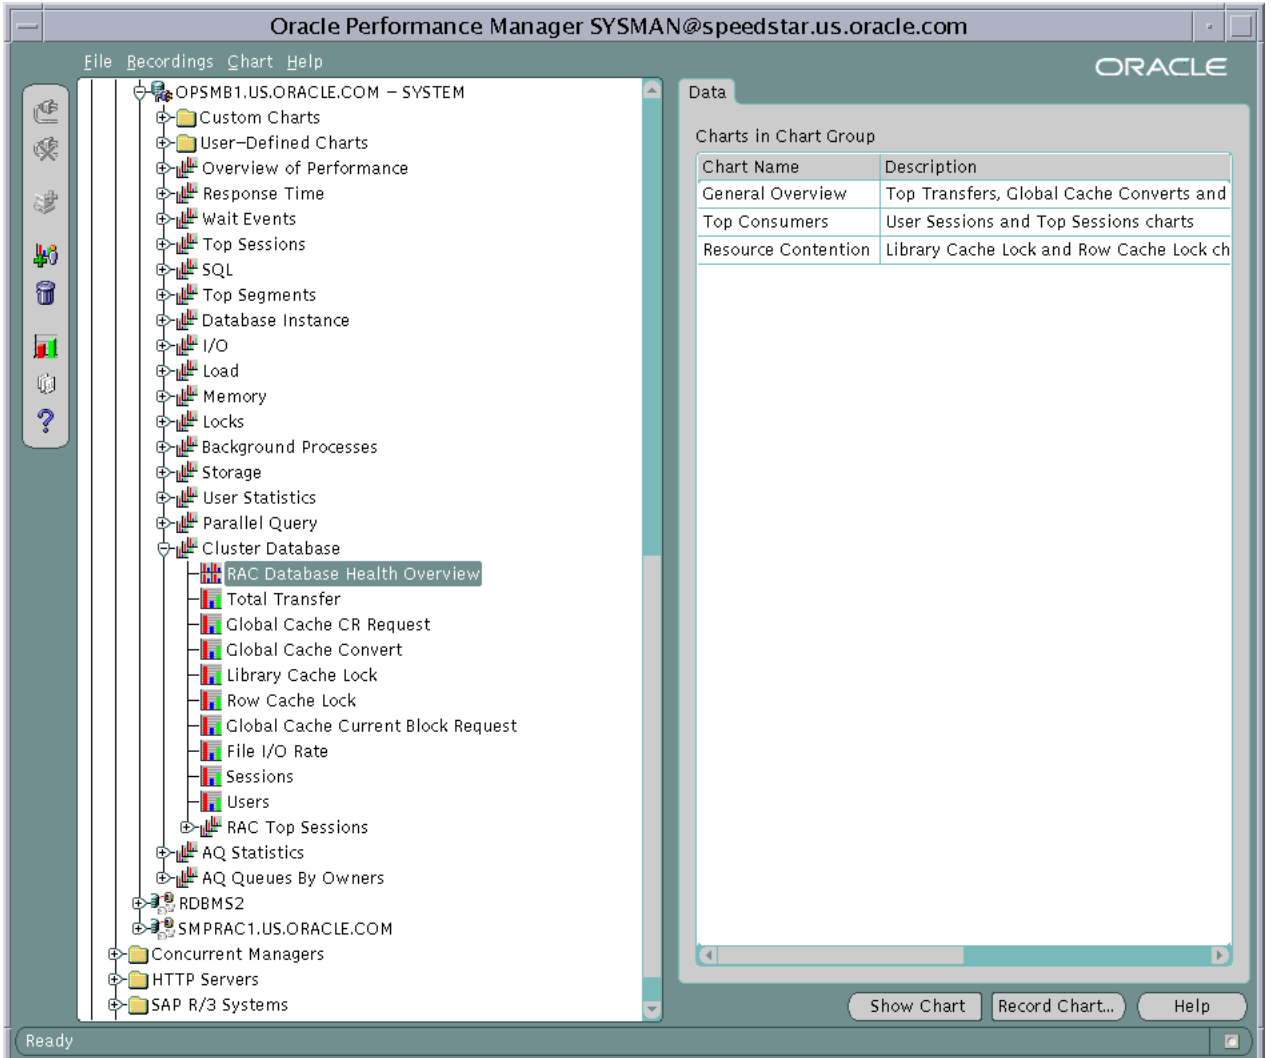 Oracle Performance Manager SYSMAN@speedstar.us.oracle.com
File Recordings Chart Help
ORACLE
OPSMB1.US.ORACLE.COM – SYSTEM
Custom Charts
User–Defined Charts
Overview of Performance
Response Time
Wait Events
Top Sessions
SQL
Top Segments
Database Instance
I/O
Load
Memory
Locks
Background Processes
Storage
User Statistics
Parallel Query
Cluster Database
RAC Database Health Overview
Total Transfer
Global Cache CR Request
Global Cache Convert
Library Cache Lock
Row Cache Lock
Global Cache Current Block Request
File I/O Rate
Sessions
Users
RAC Top Sessions
AQ Statistics
AQ Queues By Owners
RDBMS2
SMPRAC1.US.ORACLE.COM
Concurrent Managers
HTTP Servers
SAP R/3 Systems
Data
Charts in Chart Group
Chart Name Description
General Overview Top Transfers, Global Cache Converts and
Top Consumers User Sessions and Top Sessions charts
Resource Contention Library Cache Lock and Row Cache Lock ch
Show Chart Record Chart... Help
Ready